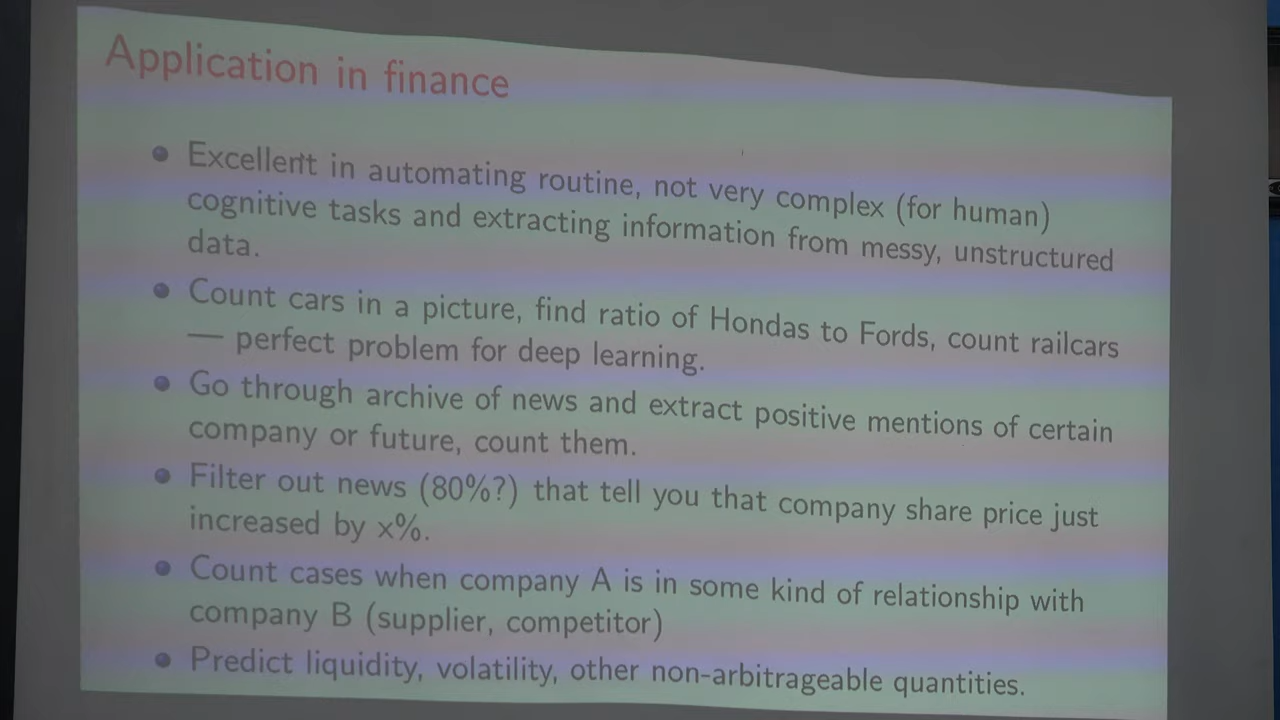 Application in finance
Excellent in automating routine, not very complex (for human)
cognitive tasks and extracting information from messy, unstructured
data.
Count cars in a picture, find ratio of Hondas to Fords, count railcars
— perfect problem for deep learning.
Go through archive of news and extract positive mentions of certain
company or future, count them.
Filter out news (80%?) that tell you that company share price just
increased by x%.
Count cases when company A is in some kind of relationship with
company B (supplier, competitor)
Predict liquidity, volatility, other non-arbitrageable quantities.